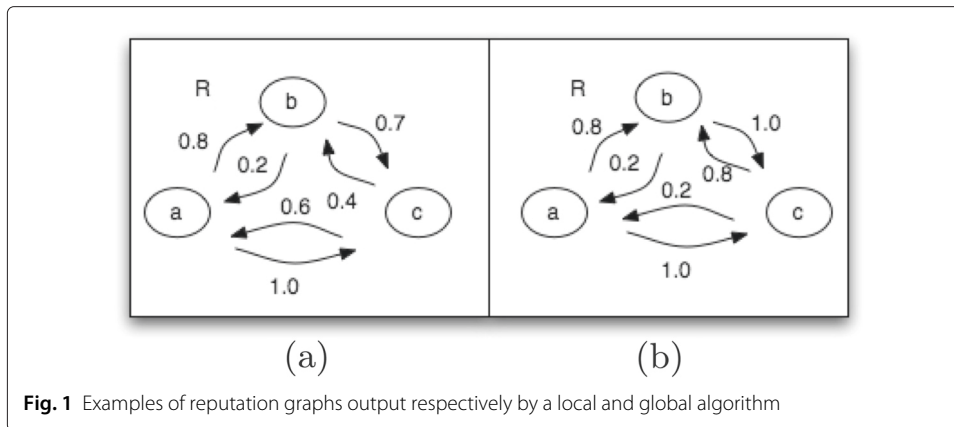 R
b
0.8
0.7
0.2
0.4
0.6
a
c
1.0
R
b
0.8
1.0
0.2
0.8
0.2
a
c
1.0
(a)
(b)
Fig. 1 Examples of reputation graphs output respectively by a local and global algorithm